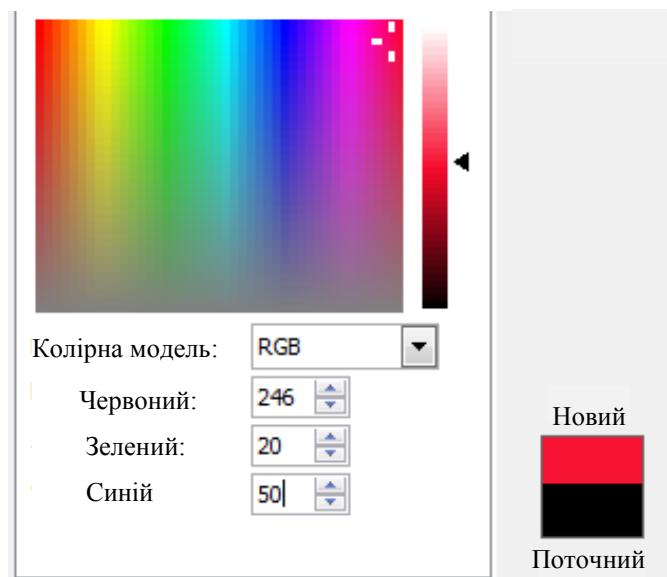 Колірна модель: RGB
Червоний: 246
Зелений: 20
Синій 50
Новий
Поточний